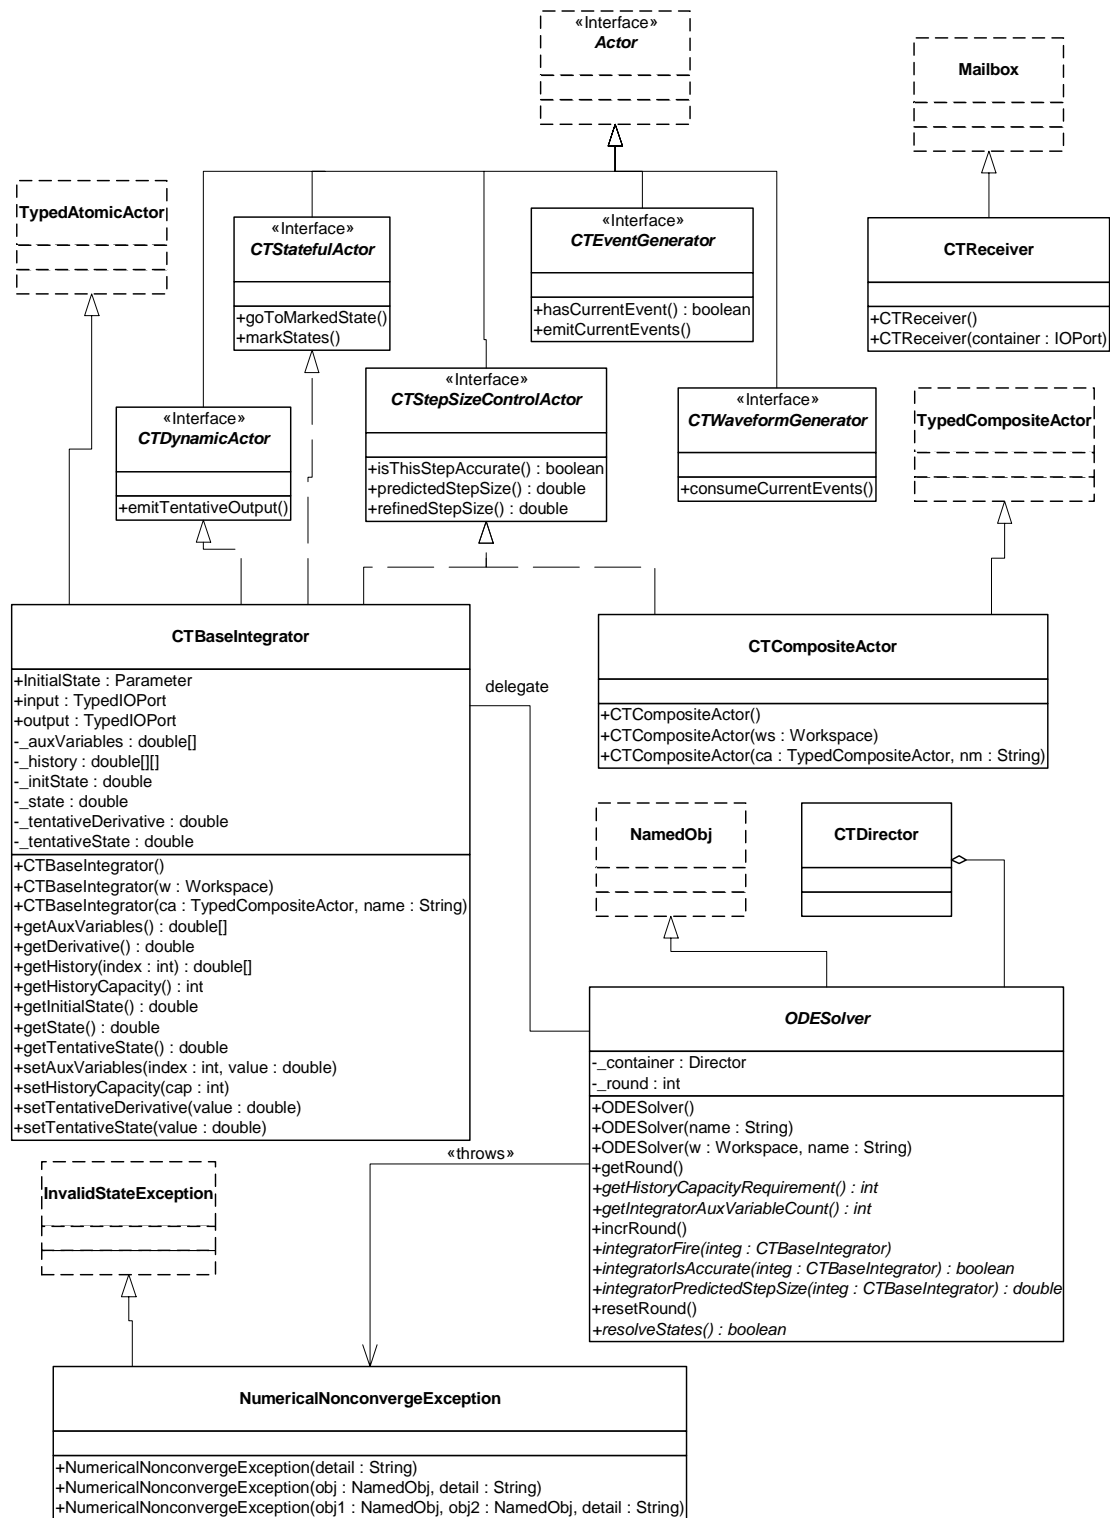 «Interface»
Actor
Mailbox
TypedAtomicActor
«Interface»
CTStatefulActor
+goToMarkedState()
+markStates()
«Interface»
CTEventGenerator
+hasCurrentEvent() : boolean
+emitCurrentEvents()
CTReceiver
+CTReceiver()
+CTReceiver(container : IOPort)
«Interface»
CTDynamicActor
+emitTentativeOutput()
«Interface»
CTStepSizeControlActor
+isThisStepAccurate() : boolean
+predictedStepSize() : double
+refinedStepSize() : double
«Interface»
CTWaveformGenerator
+consumeCurrentEvents()
TypedCompositeActor
CTBaseIntegrator
+InitialState : Parameter
+input : TypedIOPort
+output : TypedIOPort
-_auxVariables : double[]
-_history : double[][]
-_initState : double
-_state : double
-_tentativeDerivative : double
-_tentativeState : double
+CTBaseIntegrator()
+CTBaseIntegrator(w : Workspace)
+CTBaseIntegrator(ca : TypedCompositeActor, name : String)
+getAuxVariables() : double[]
+getDerivative() : double
+getHistory(index : int) : double[]
+getHistoryCapacity() : int
+getInitialState() : double
+getState() : double
+getTentativeState() : double
+setAuxVariables(index : int, value : double)
+setHistoryCapacity(cap : int)
+setTentativeDerivative(value : double)
+setTentativeState(value : double)
delegate
CTCompositeActor
+CTCompositeActor()
+CTCompositeActor(ws : Workspace)
+CTCompositeActor(ca : TypedCompositeActor, nm : String)
NamedObj
CTDirector
ODESolver
-_container : Director
-_round : int
+ODESolver()
+ODESolver(name : String)
+ODESolver(w : Workspace, name : String)
+getRound()
+getHistoryCapacityRequirement() : int
+getIntegratorAuxVariableCount() : int
+incrRound()
+integratorFire(integ : CTBaseIntegrator)
+integratorIsAccurate(integ : CTBaseIntegrator) : boolean
+integratorPredictedStepSize(integ : CTBaseIntegrator) : double
+resetRound()
+resolveStates() : boolean
«throws»
InvalidStateException
NumericalNonconvergeException
+NumericalNonconvergeException(detail : String)
+NumericalNonconvergeException(obj : NamedObj, detail : String)
+NumericalNonconvergeException(obj1 : NamedObj, obj2 : NamedObj, detail : String)